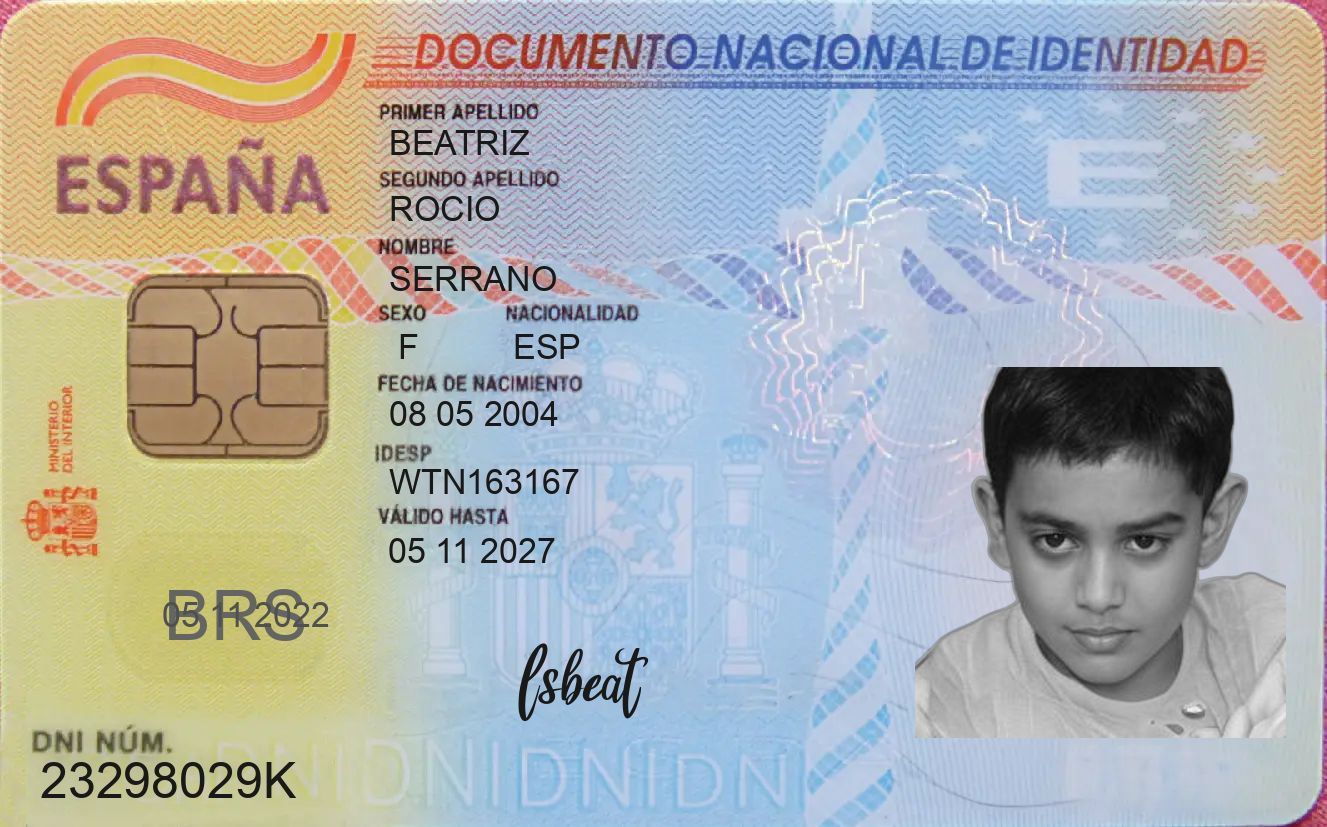 DOCUMENTO NACIONAL DE IDENTIDAD
ESPAÑA
E
PRIMER APELLIDO
BEATRIZ
SEGUNDO APELLIDO
ROCIO
NOMBRE
SERRANO
SEXO NACIONALIDAD
F ESP
FECHA DE NACIMIENTO
08 05 2004
IDESP
WTN163167
VÁLIDO HASTA
05 11 2027
MINISTERIO
DEL INTERIOR
BRS
05 11 2022
lsbeat
DNI NÚM.
23298029K
DNIDNIDNIDNI